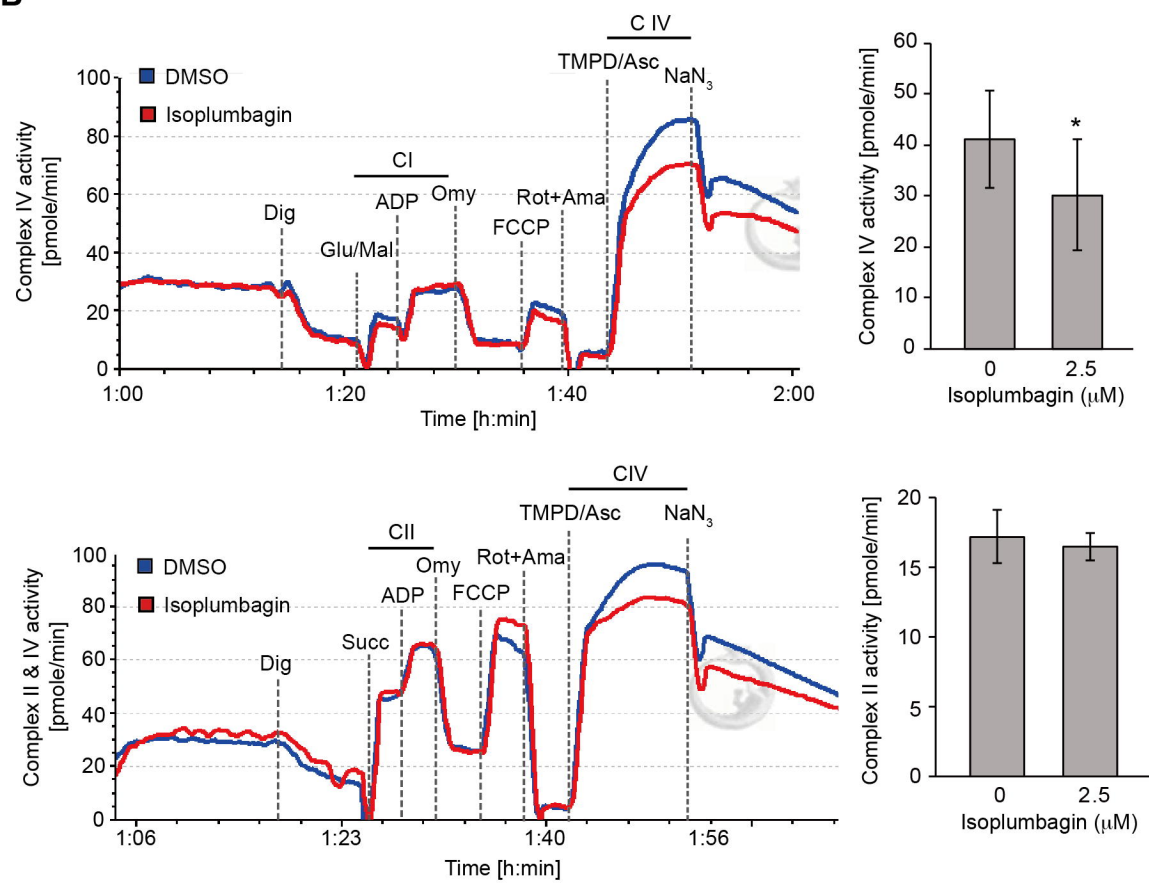 C IV
TMPD/Asc
NaN3
DMSO
Isoplumbagin
CI
Dig
Glu/Mal
ADP
Omy
FCCP
Rot+Ama
Complex IV activity
[pmole/min]
100
80
60
40
20
0
1:00
1:20
1:40
2:00
Time [h:min]
Complex IV activity [pmole/min]
60
50
40
30
20
10
0
*
0
2.5
Isoplumbagin (μM)
CIV
TMPD/Asc
NaN3
DMSO
Isoplumbagin
CII
Dig
Succ
ADP
Omy
FCCP
Rot+Ama
Complex II & IV activity
[pmole/min]
100
80
60
40
20
0
1:06
1:23
1:40
1:56
Time [h:min]
Complex II activity [pmole/min]
20
15
10
5
0
0
2.5
Isoplumbagin (μM)